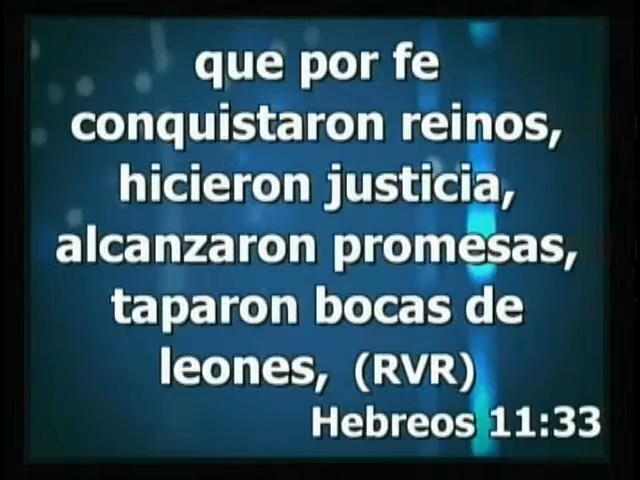 que por fe
conquistaron reinos,
hicieron justicia,
alcanzaron promesas,
taparon bocas de
leones, (RVR)
Hebreos 11:33